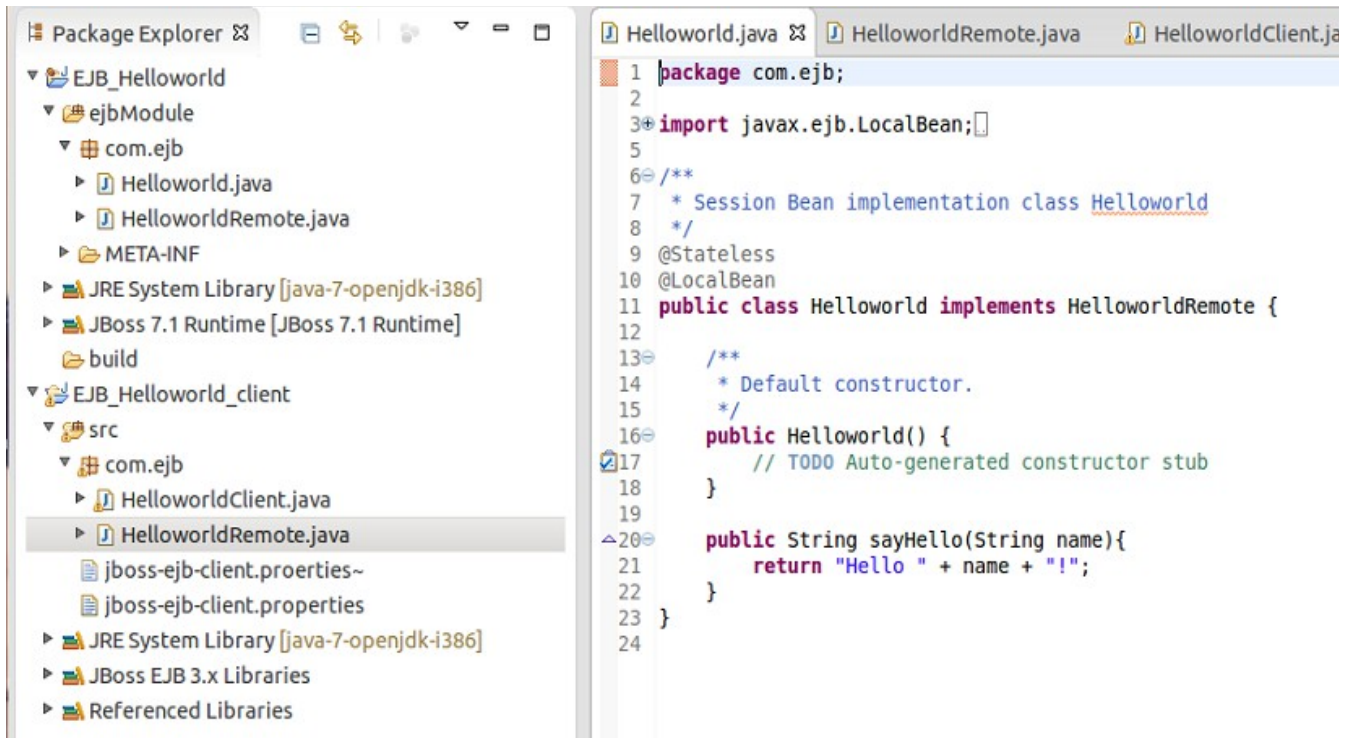 Package Explorer
EJB_Helloworld
ejbModule
com.ejb
Helloworld.java
HelloworldRemote.java
META-INF
JRE System Library [java-7-openjdk-i386]
JBoss 7.1 Runtime [JBoss 7.1 Runtime]
build
EJB_Helloworld_client
src
com.ejb
HelloworldClient.java
HelloworldRemote.java
jboss-ejb-client.proerties~
jboss-ejb-client.properties
JRE System Library [java-7-openjdk-i386]
JBoss EJB 3.x Libraries
Referenced Libraries
Helloworld.java HelloworldRemote.java HelloworldClient.ja
1 package com.ejb;
2
3 import javax.ejb.LocalBean;
5
6 /**
7 * Session Bean implementation class Helloworld
8 */
9 @Stateless
10 @LocalBean
11 public class Helloworld implements HelloworldRemote {
12
13 /**
14 * Default constructor.
15 */
16 public Helloworld() {
17 // TODO Auto-generated constructor stub
18 }
19
20 public String sayHello(String name){
21 return "Hello " + name + "!";
22 }
23 }
24